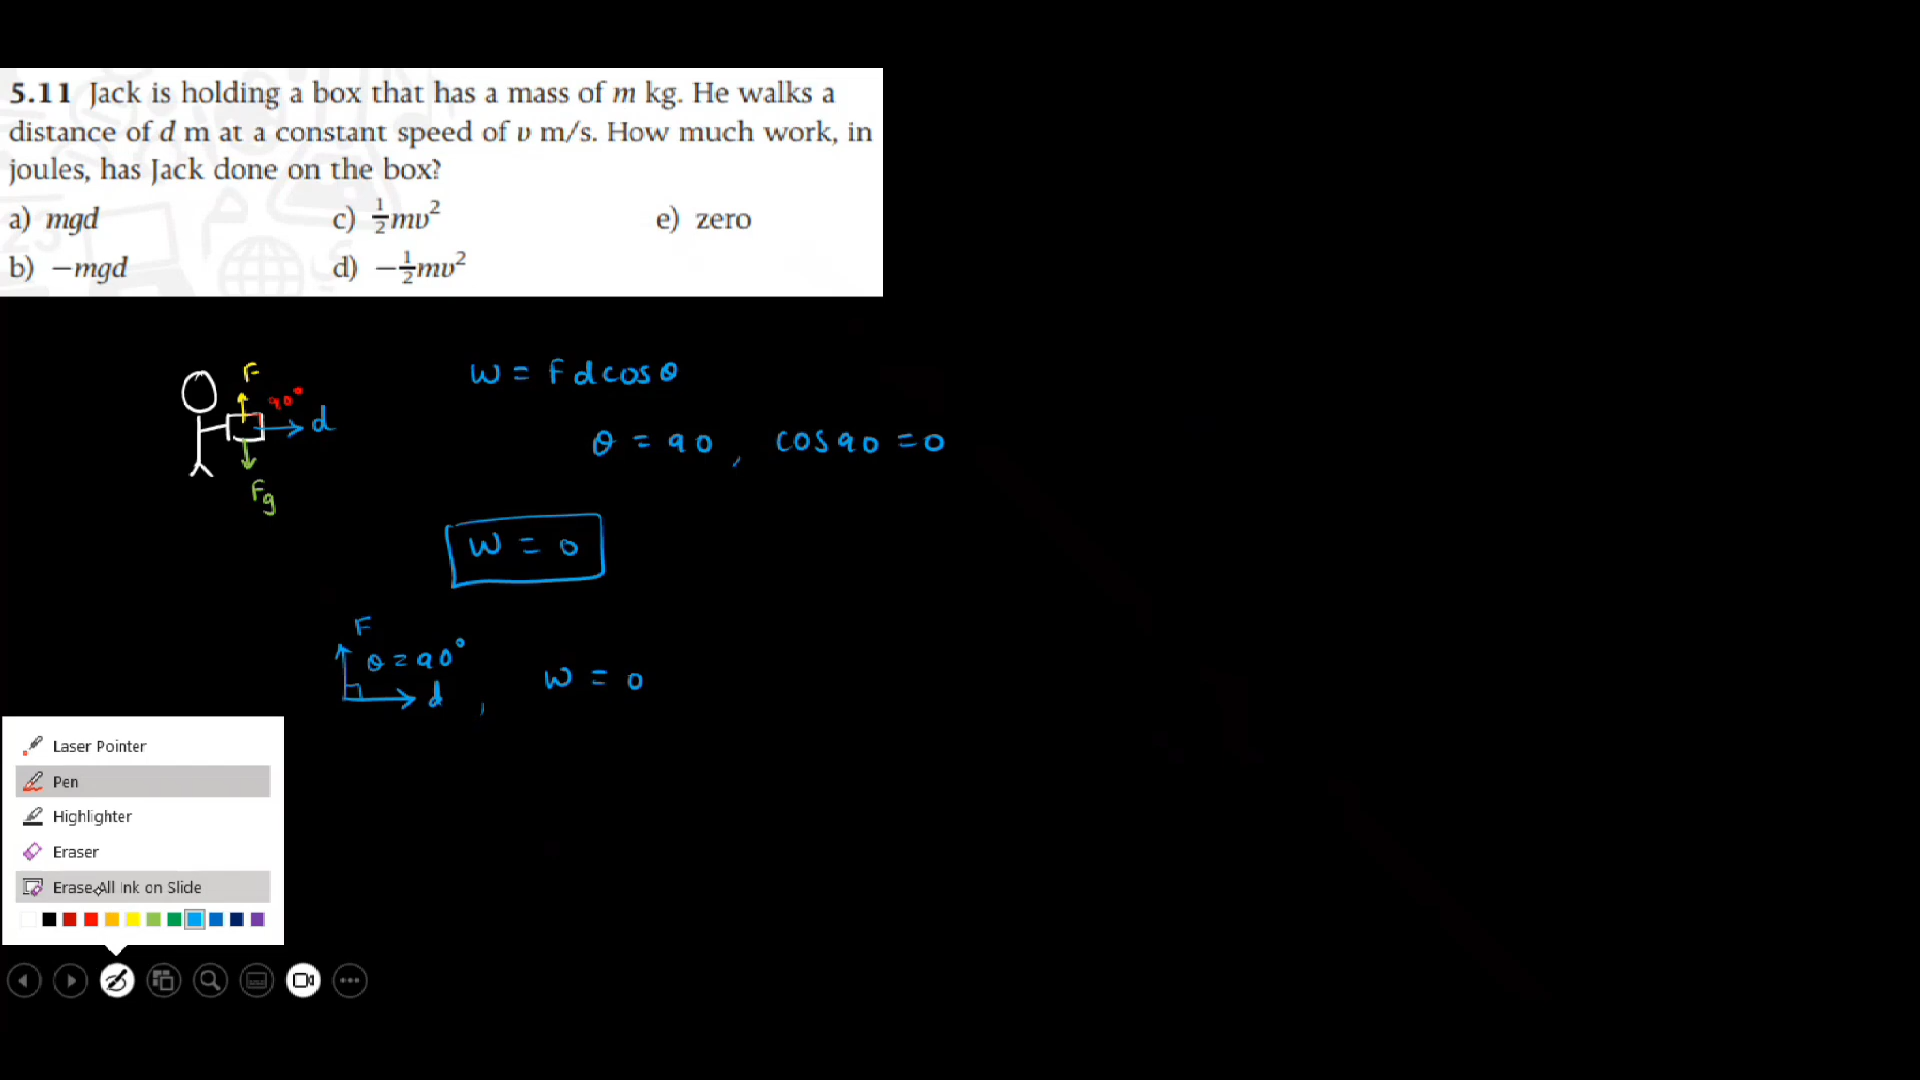 5.11 Jack is holding a box that has a mass of m kg. He walks a
distance of d m at a constant speed of υ m/s. How much work, in
joules, has Jack done on the box?
a) mgd c) ½mυ² e) zero
b) −mgd d) −½mυ²
F
90°
d
Fg
W = F d cos θ
θ = 90 , cos 90 = 0
W = 0
F
θ = 90°
d , W = 0
Laser Pointer
Pen
Highlighter
Eraser
Erase All Ink on Slide